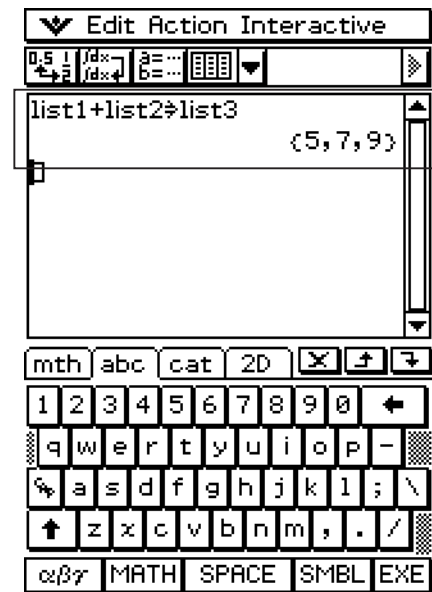 Edit Action Interactive
list1+list2⇒list3
{5,7,9}
mth abc cat 2D
1 2 3 4 5 6 7 8 9 0
q w e r t y u i o p -
a s d f g h j k l ; \
z x c v b n m , . /
αβγ MATH SPACE SMBL EXE